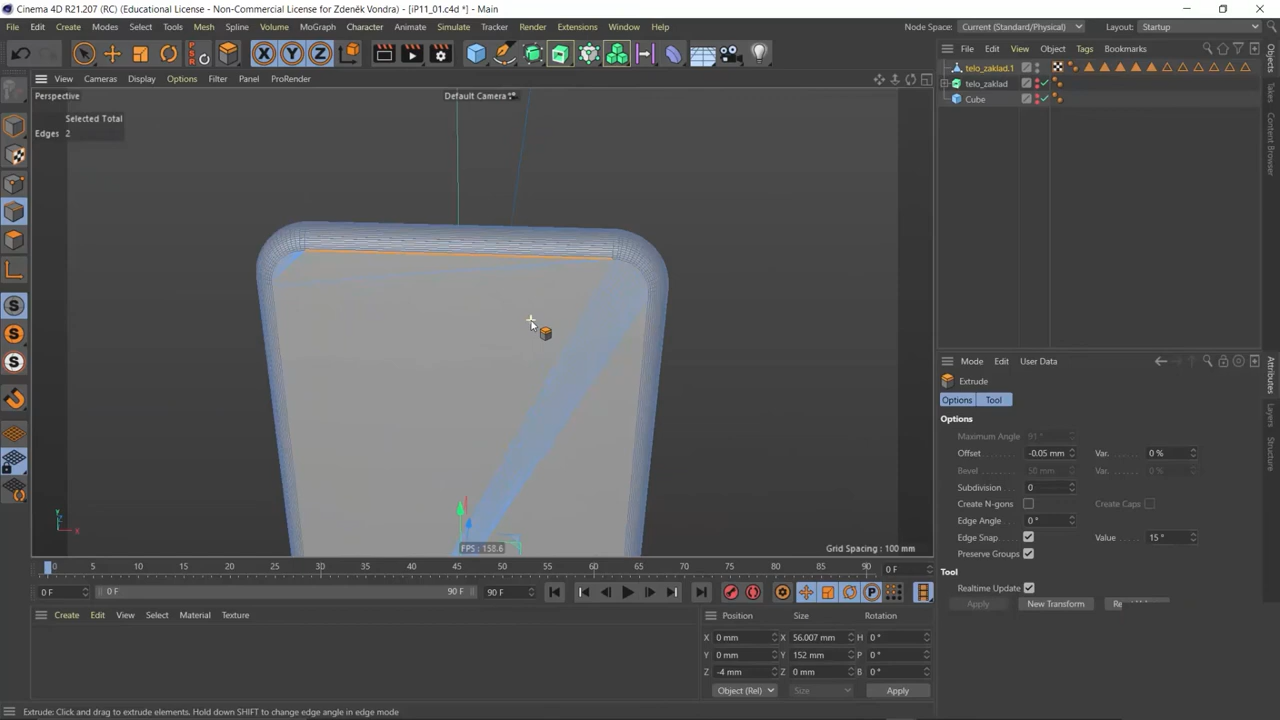 Cinema 4D R21.207 (RC) (Educational License - Non-Commercial License for Zdeněk Vondra) - [iP11_01.c4d *] - Main
File Edit Create Modes Select Tools Mesh Spline Volume MoGraph Character Animate Simulate Tracker Render Extensions Window Help
Node Space: Current (Standard/Physical) Layout: Startup
X Y Z
PSR
File Edit View Object Tags Bookmarks
View Cameras Display Options Filter Panel ProRender
telo_zaklad.1
telo_zaklad
Cube
Perspective
Default Camera
Selected Total
Edges 2
Objects
Takes
Content Browser
Attributes
Layers
Structure
Mode Edit User Data
Extrude
Options Tool
Options
Maximum Angle 91 °
Offset -0.05 mm Var. 0 %
Bevel 50 mm Var. 0 %
Subdivision 0
Create N-gons Create Caps
Edge Angle 0 °
Edge Snap Value 15 °
Preserve Groups
Tool
Realtime Update
Apply New Transform
S
S
S
Y
X
FPS : 158.6
Grid Spacing : 100 mm
0 5 10 15 20 25 30 35 40 45 50 55 60 65 70 75 80 85 90 0 F
0 F 0 F 90 F 90 F
P
Create Edit View Select Material Texture
Position Size Rotation
X 0 mm X 56.007 mm H 0 °
Y 0 mm Y 152 mm P 0 °
Z -4 mm Z 0 mm B 0 °
Object (Rel) Size Apply
Extrude: Click and drag to extrude elements. Hold down SHIFT to change edge angle in edge mode